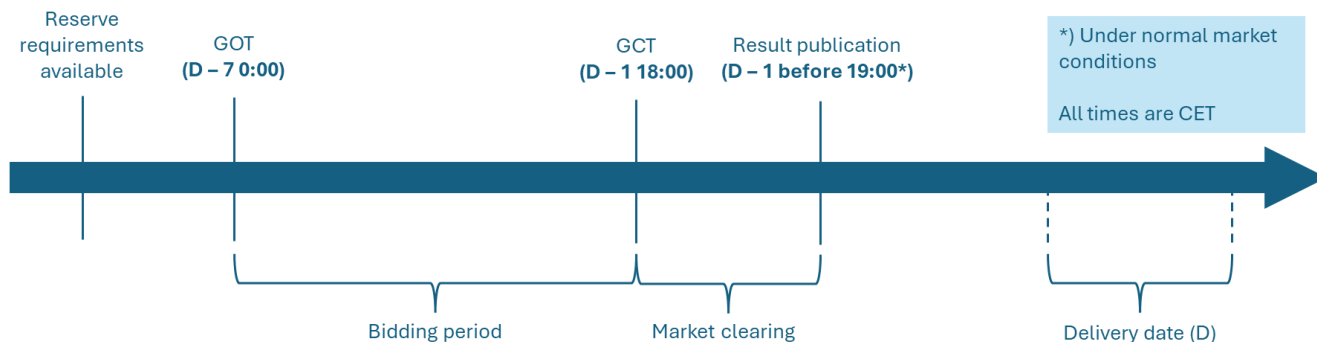 Reserve
requirements
available
GOT
(D – 7 0:00)
GCT
(D – 1 18:00)
Result publication
(D – 1 before 19:00*)
*) Under normal market
conditions
All times are CET
Bidding period
Market clearing
Delivery date (D)